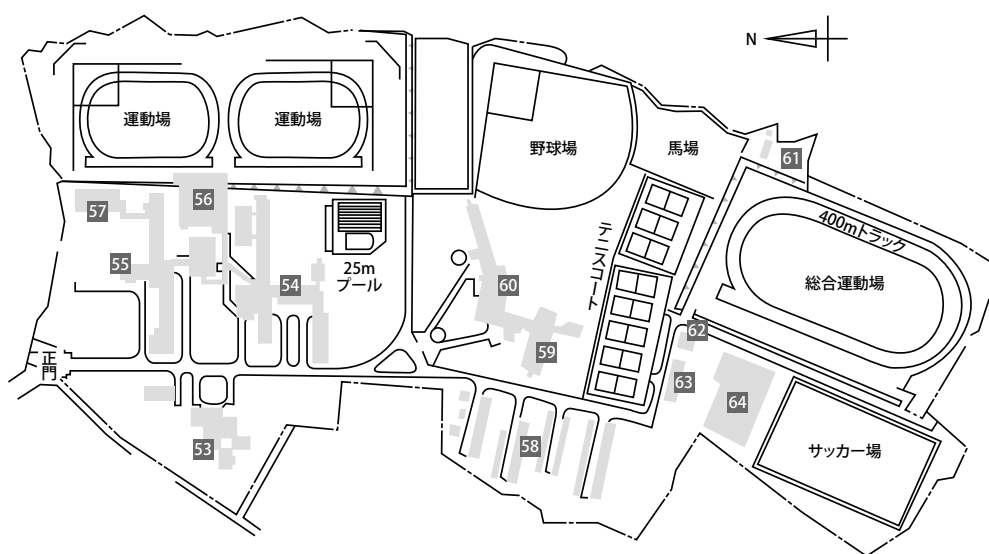 N
運動場
運動場
野球場
馬場
61
57
56
テニスコート
400mトラック
55
54
25m
プール
60
総合運動場
59
62
正門
63
64
53
58
サッカー場